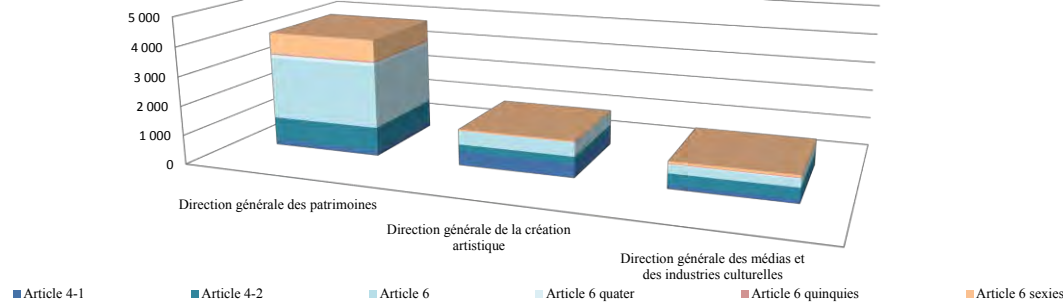 5 000
4 000
3 000
2 000
1 000
0
Direction générale des patrimoines
Direction générale de la création
artistique
Direction générale des médias et
des industries culturelles
Article 4-1 Article 4-2 Article 6 Article 6 quater Article 6 quinquies Article 6 sexies